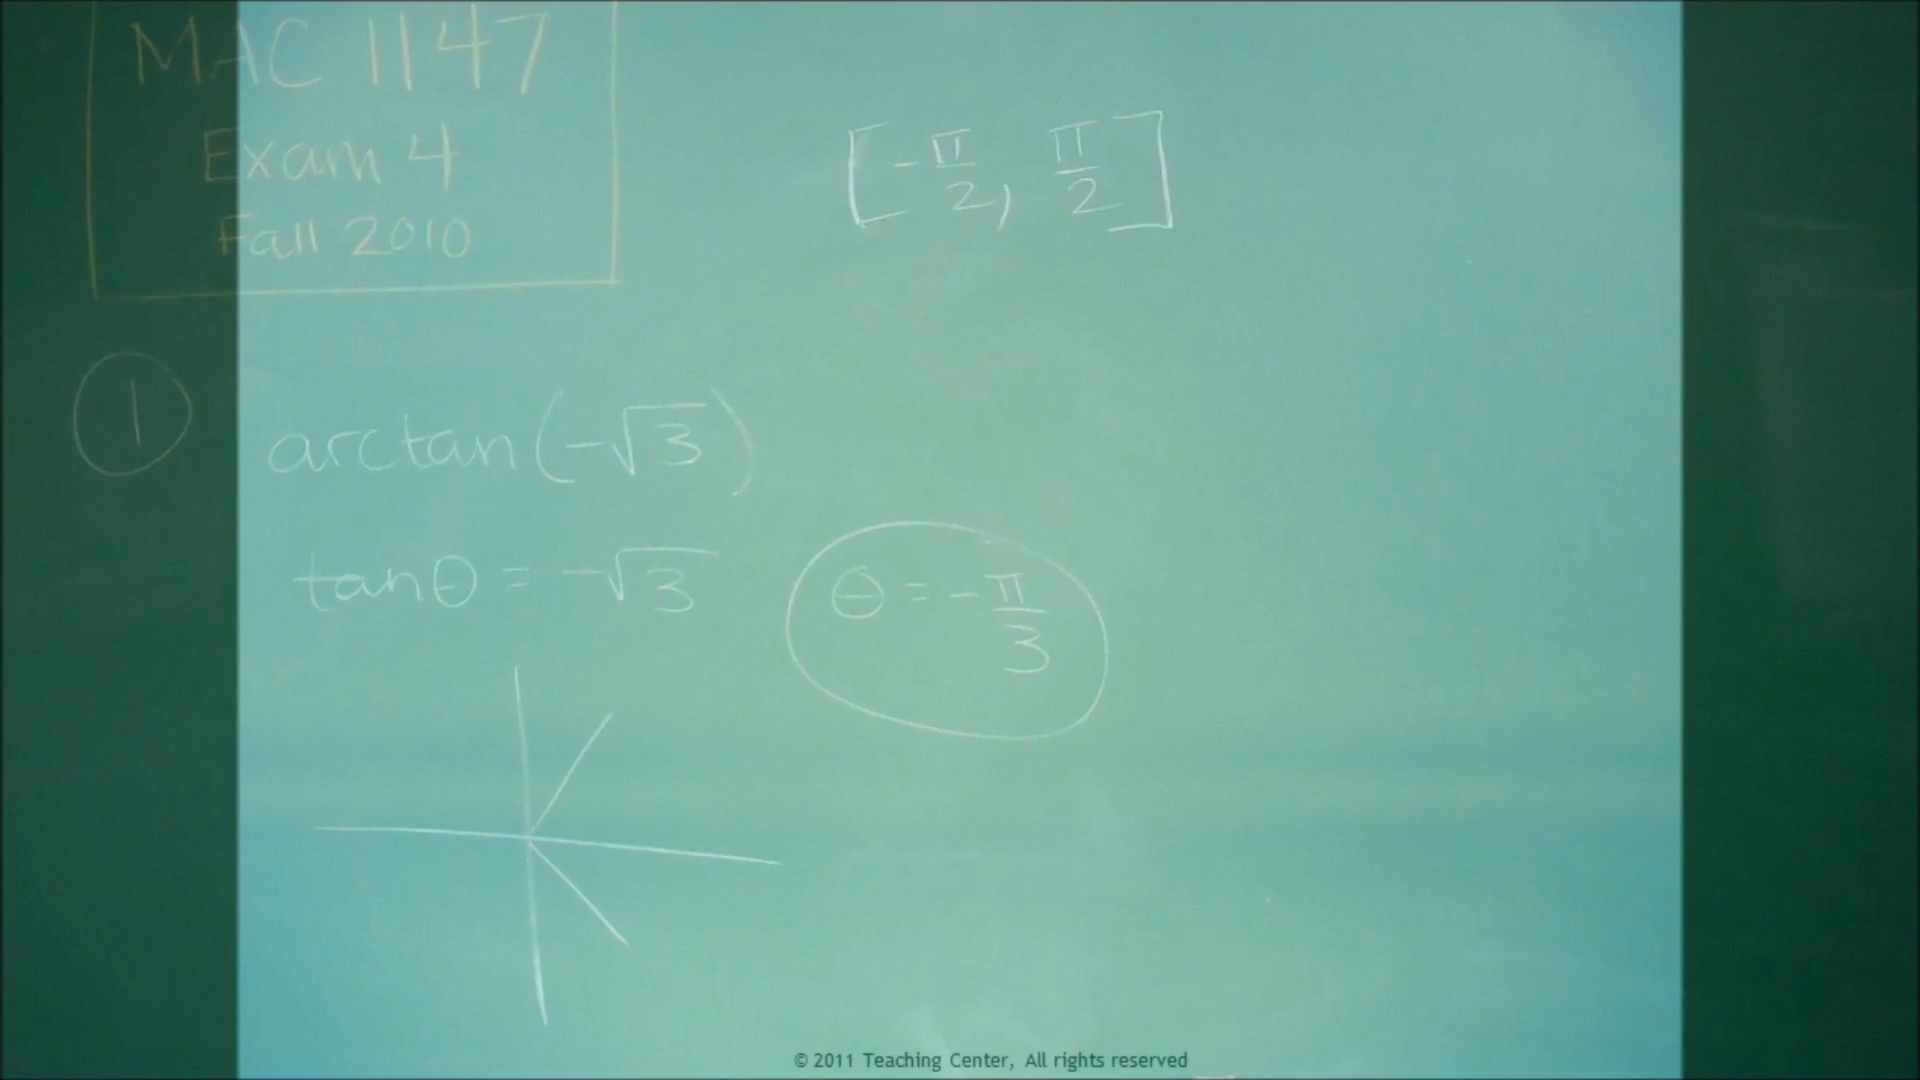 MAC 1147
Exam 4
Fall 2010
[-π/2, π/2]
1 arctan(-√3)
tanθ = -√3 θ = -π/3
© 2011 Teaching Center, All rights reserved